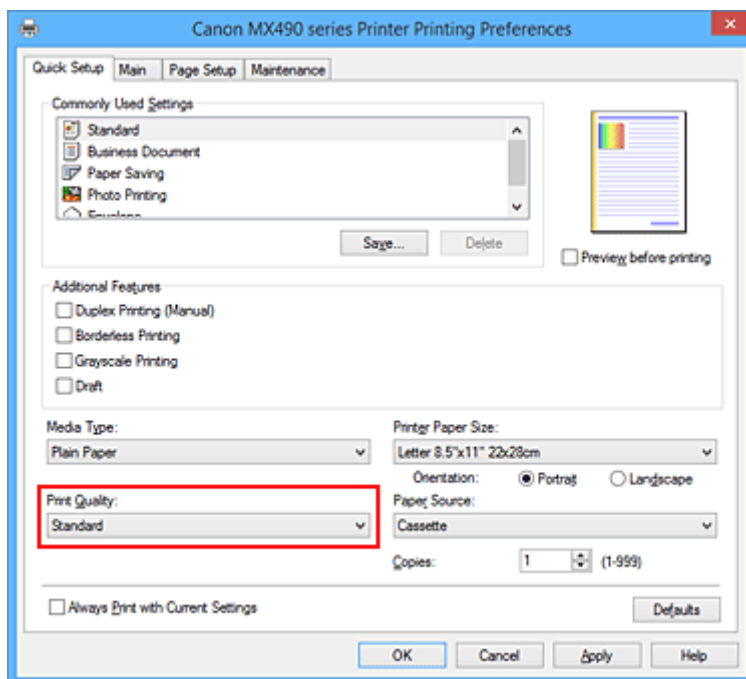 Canon MX490 series Printer Printing Preferences
Quick Setup Main Page Setup Maintenance
Commonly Used Settings
Standard
Business Document
Paper Saving
Photo Printing
Envelope
Save... Delete
Preview before printing
Additional Features
Duplex Printing (Manual)
Borderless Printing
Grayscale Printing
Draft
Media Type: Printer Paper Size:
Plain Paper Letter 8.5"x11" 22x28cm
Orientation: Portrait Landscape
Print Quality: Paper Source:
Standard Cassette
Copies: 1 (1-999)
Always Print with Current Settings Defaults
OK Cancel Apply Help